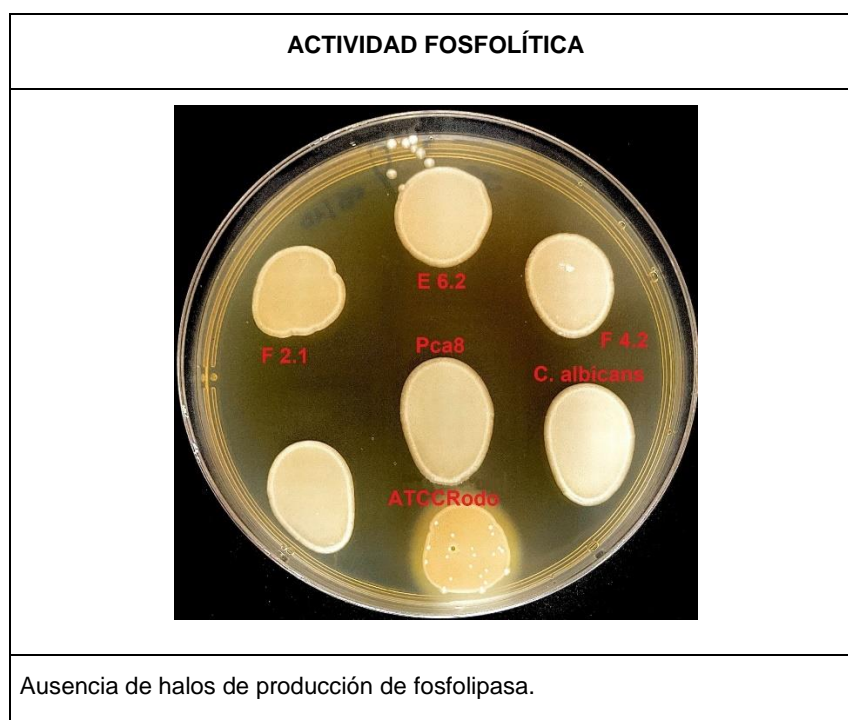 ACTIVIDAD FOSFOLÍTICA
E 6.2
F 2.1
F 4.2
Pca8
C. albicans
ATCCRodo
Ausencia de halos de producción de fosfolipasa.